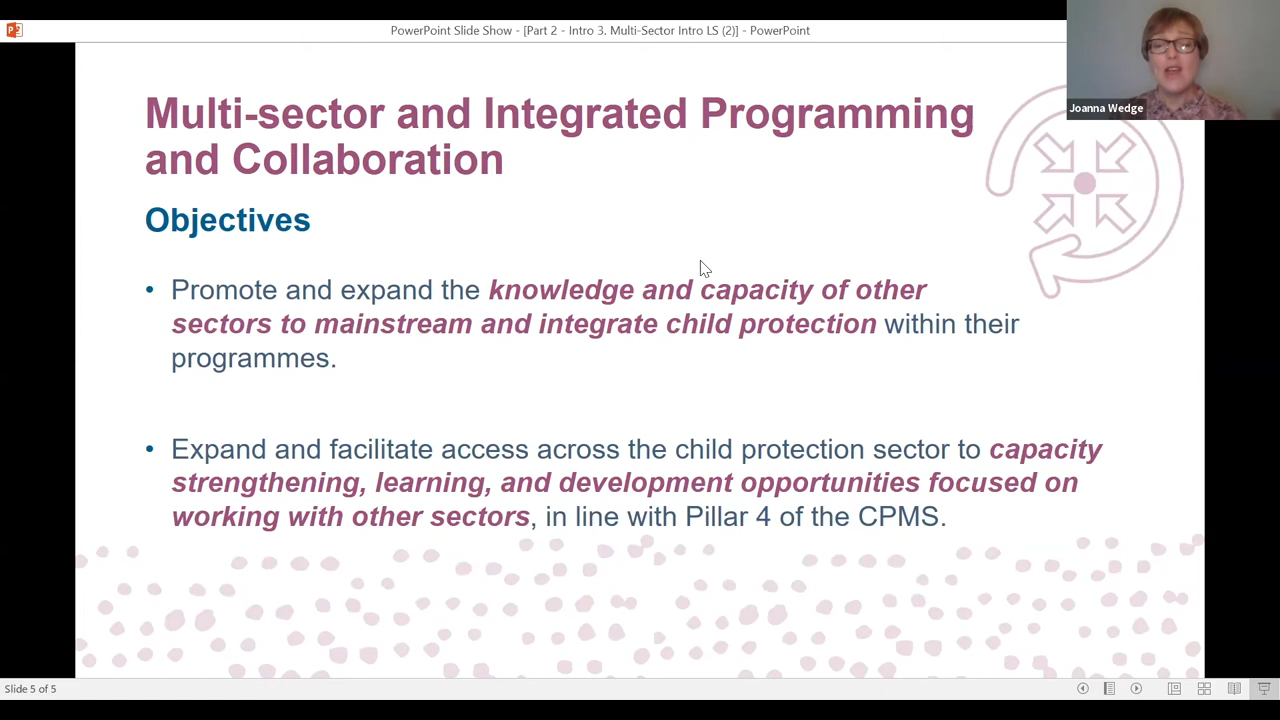 PowerPoint Slide Show - [Part 2 - Intro 3. Multi-Sector Intro LS (2)] - PowerPoint
Joanna Wedge
Multi-sector and Integrated Programming
and Collaboration
Objectives
• Promote and expand the knowledge and capacity of other
sectors to mainstream and integrate child protection within their
programmes.
• Expand and facilitate access across the child protection sector to capacity
strengthening, learning, and development opportunities focused on
working with other sectors, in line with Pillar 4 of the CPMS.
Slide 5 of 5